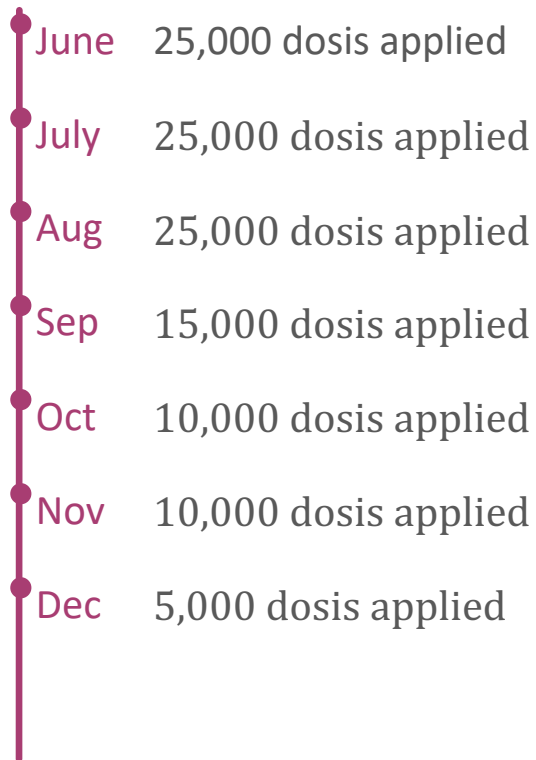 June 25,000 dosis applied
July 25,000 dosis applied
Aug 25,000 dosis applied
Sep 15,000 dosis applied
Oct 10,000 dosis applied
Nov 10,000 dosis applied
Dec 5,000 dosis applied